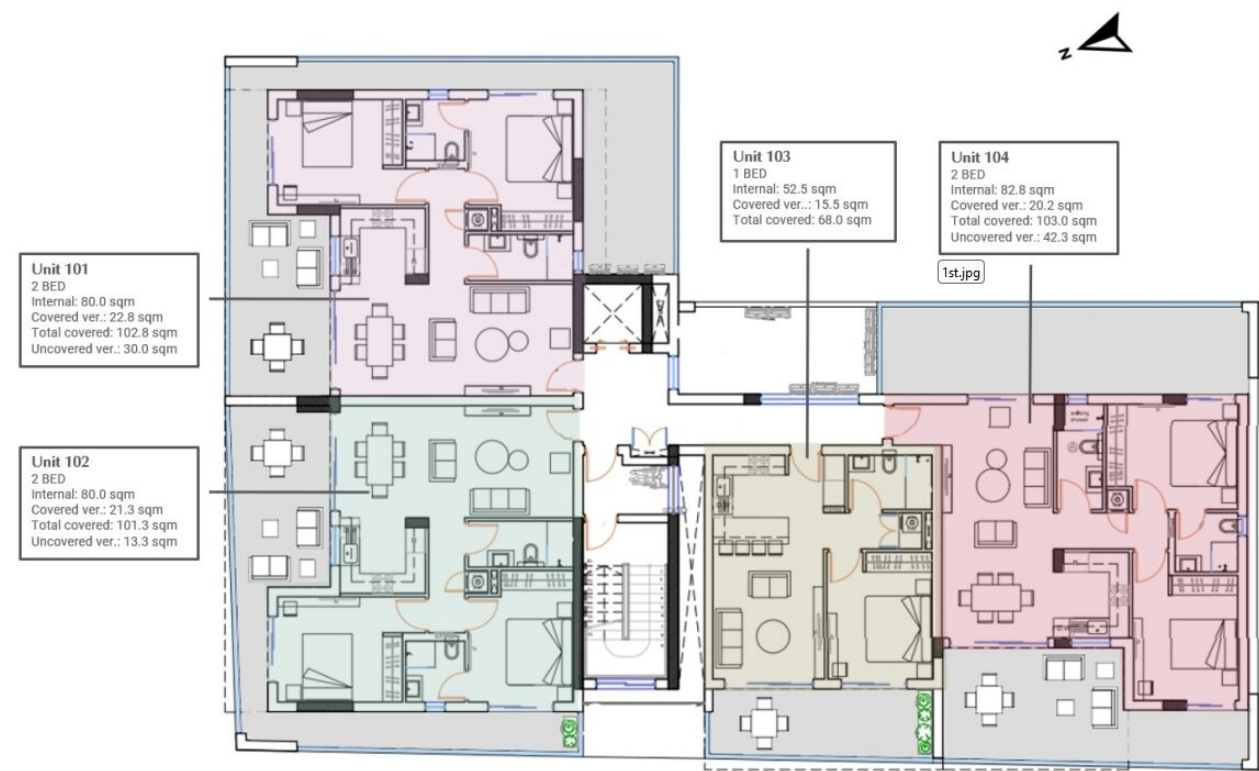 N
Unit 103
1 BED
Internal: 52.5 sqm
Covered ver..: 15.5 sqm
Total covered: 68.0 sqm
Unit 104
2 BED
Internal: 82.8 sqm
Covered ver.: 20.2 sqm
Total covered: 103.0 sqm
Uncovered ver.: 42.3 sqm
1st.jpg
Unit 101
2 BED
Internal: 80.0 sqm
Covered ver.: 22.8 sqm
Total covered: 102.8 sqm
Uncovered ver.: 30.0 sqm
walking
shower
Unit 102
2 BED
Internal: 80.0 sqm
Covered ver.: 21.3 sqm
Total covered: 101.3 sqm
Uncovered ver.: 13.3 sqm